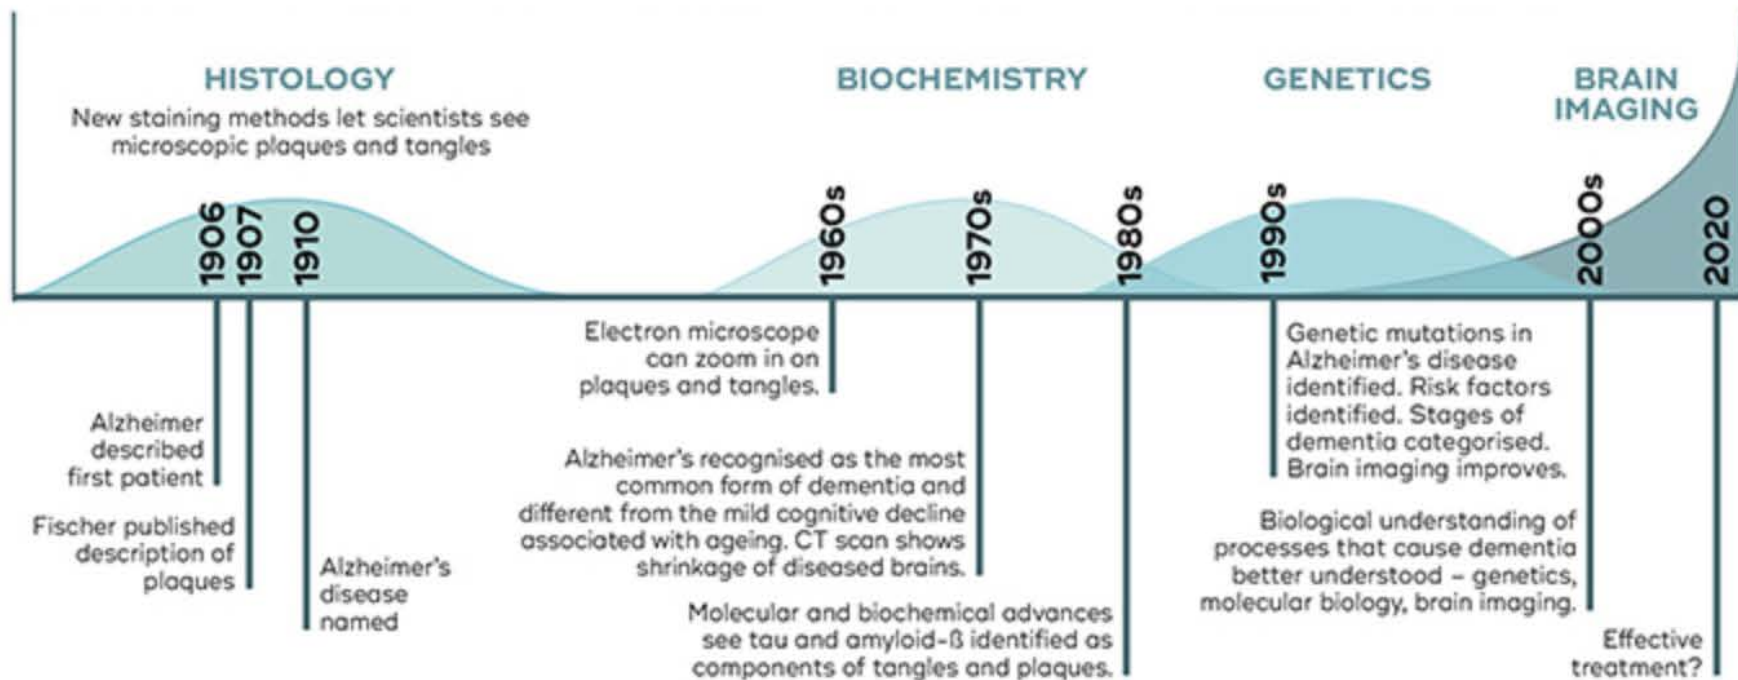 HISTOLOGY
New staining methods let scientists see
microscopic plaques and tangles
BIOCHEMISTRY
GENETICS
BRAIN
IMAGING
1906
1907
1910
1960s
1970s
1980s
1990s
2000s
2020
Alzheimer
described
first patient
Fischer published
description of
plaques
Alzheimer's
disease
named
Electron microscope
can zoom in on
plaques and tangles.
Alzheimer's recognised as the most
common form of dementia and
different from the mild cognitive decline
associated with ageing. CT scan shows
shrinkage of diseased brains.
Molecular and biochemical advances
see tau and amyloid-ß identified as
components of tangles and plaques.
Genetic mutations in
Alzheimer's disease
identified. Risk factors
identified. Stages of
dementia categorised.
Brain imaging improves.
Biological understanding of
processes that cause dementia
better understood – genetics,
molecular biology, brain imaging.
Effective
treatment?